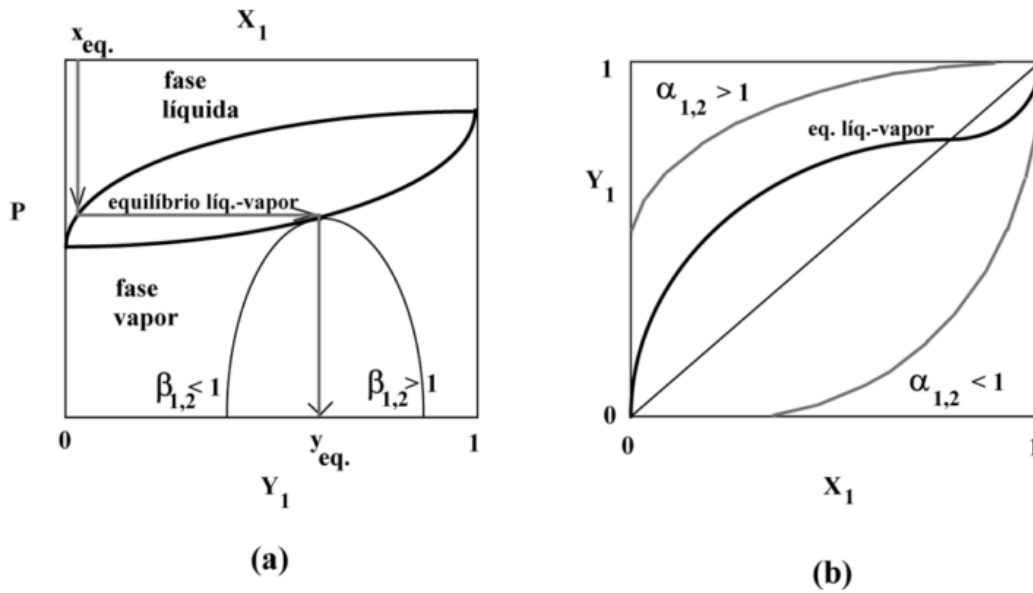 X1
xeq.
fase
líquida
P
equilíbrio líq.-vapor
fase
vapor
β1,2 < 1
β1,2 > 1
0
yeq.
1
Y1
(a)
1
α1,2 > 1
eq. líq.-vapor
Y1
α1,2 < 1
0
0
1
X1
(b)